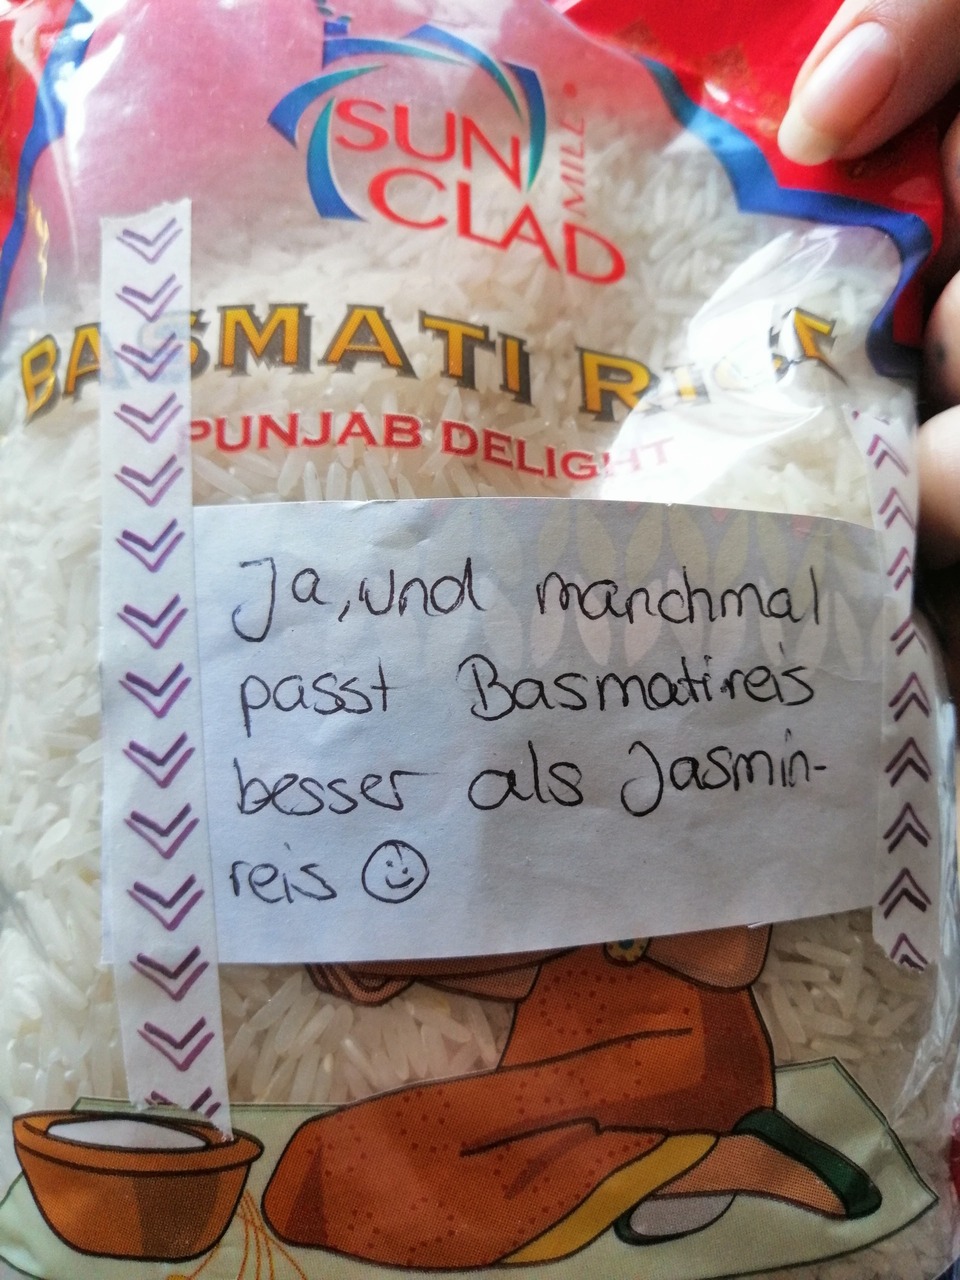 SUN
CLAD
MILL
BASMATI RICE
PUNJAB DELIGHT
Ja, und manchmal
passt Basmatireis
besser als Jasmin-
reis